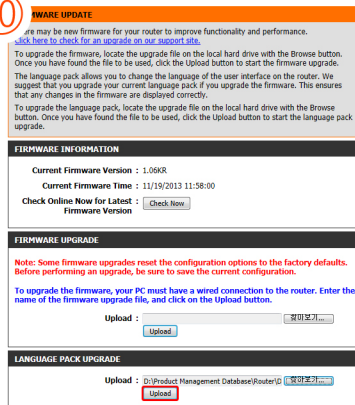 0
MWARE UPDATE
ere may be new firmware for your router to improve functionality and performance.
Click here to check for an upgrade on our support site.
To upgrade the firmware, locate the upgrade file on the local hard drive with the Browse button.
Once you have found the file to be used, click the Upload button to start the firmware upgrade.
The language pack allows you to change the language of the user interface on the router. We
suggest that you upgrade your current language pack if you upgrade the firmware. This ensures
that any changes in the firmware are displayed correctly.
To upgrade the language pack, locate the upgrade file on the local hard drive with the Browse
button. Once you have found the file to be used, click the Upload button to start the language pack
upgrade.
FIRMWARE INFORMATION
Current Firmware Version : 1.06KR
Current Firmware Time : 11/19/2013 11:58:00
Check Online Now for Latest : Check Now
Firmware Version
FIRMWARE UPGRADE
Note: Some firmware upgrades reset the configuration options to the factory defaults.
Before performing an upgrade, be sure to save the current configuration.
To upgrade the firmware, your PC must have a wired connection to the router. Enter the
name of the firmware upgrade file, and click on the Upload button.
Upload : 찾아보기...
Upload
LANGUAGE PACK UPGRADE
Upload : D:\Product Management Database\Router\D 찾아보기...
Upload